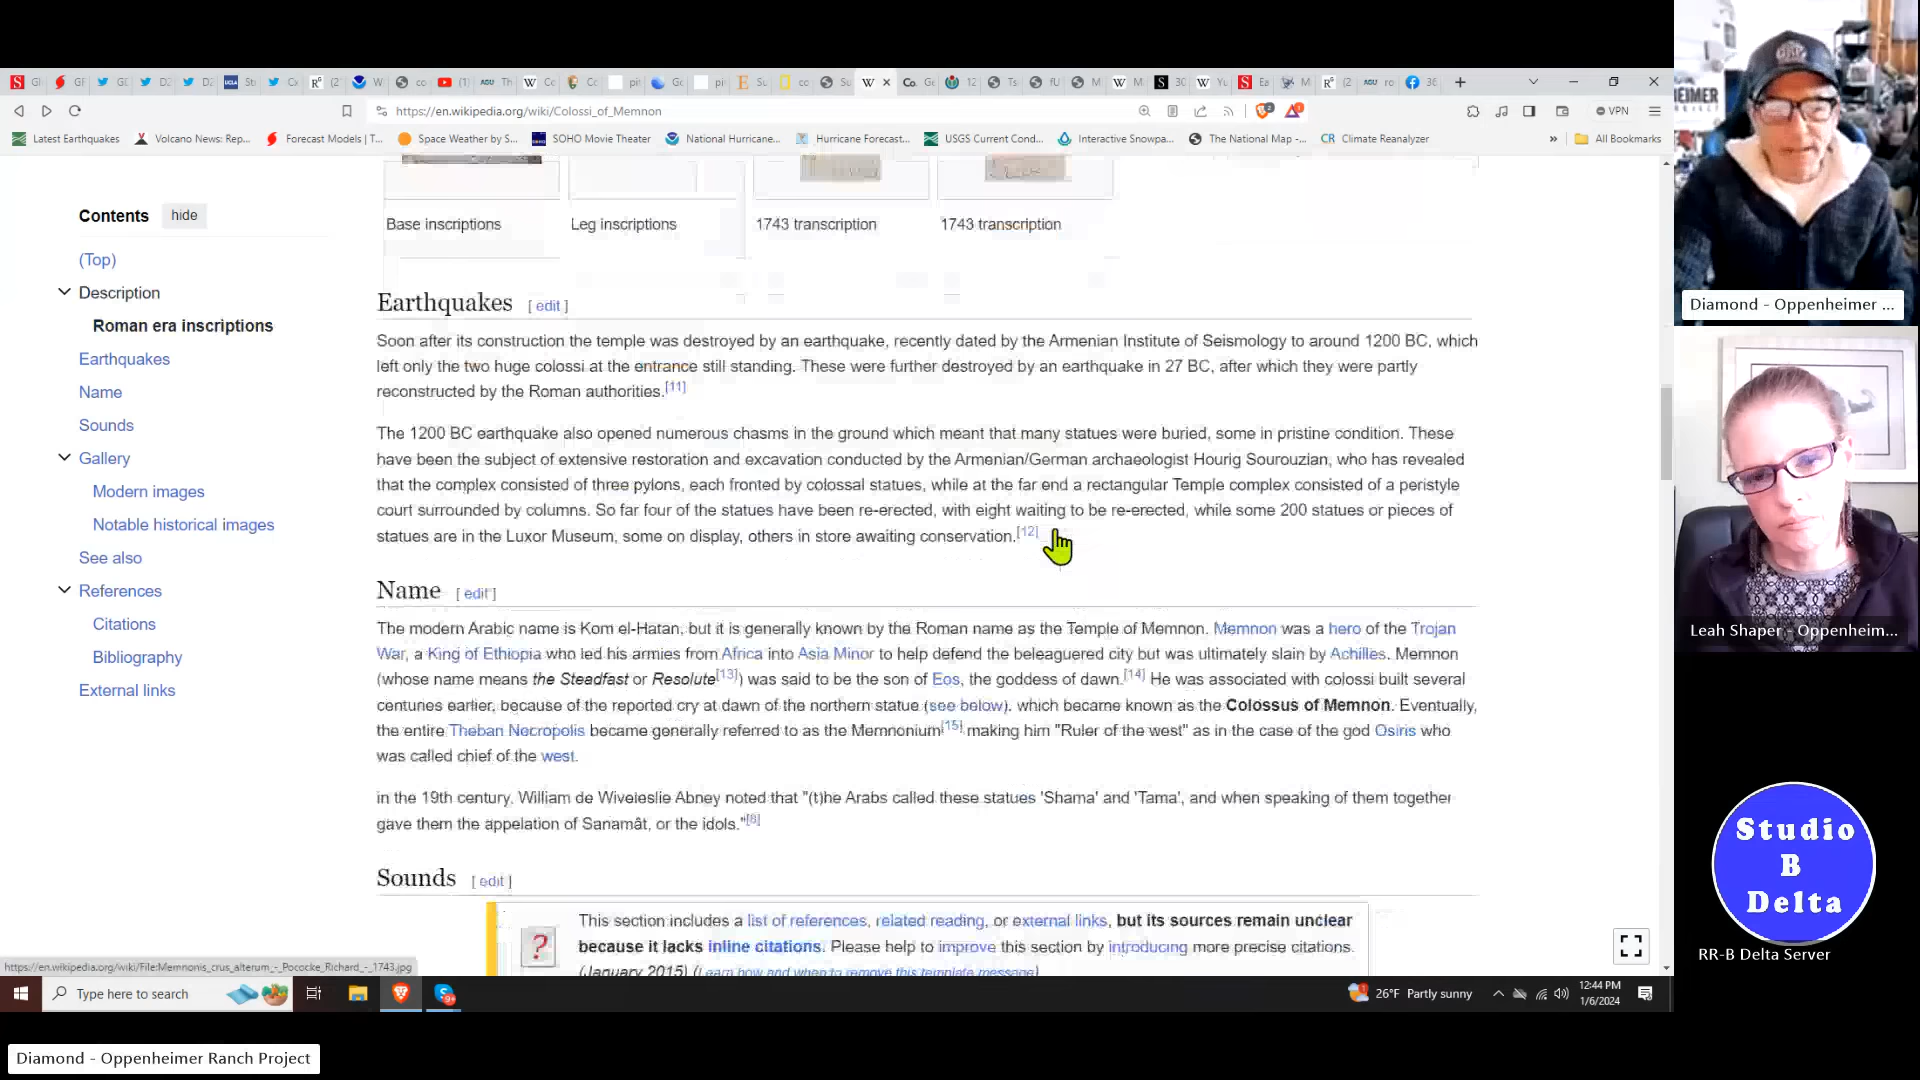 https://en.wikipedia.org/wiki/Colossi_of_Memnon
VPN
Latest Earthquakes
Volcano News: Rep...
Forecast Models | T...
Space Weather by S...
SOHO Movie Theater
National Hurricane...
Hurricane Forecast...
USGS Current Cond...
Interactive Snowpa...
The National Map -...
CR Climate Reanalyzer
All Bookmarks
Contents hide
(Top)
Description
Roman era inscriptions
Earthquakes
Name
Sounds
Gallery
Modern images
Notable historical images
See also
References
Citations
Bibliography
External links
Base inscriptions
Leg inscriptions
1743 transcription
1743 transcription
Earthquakes [ edit ]
Soon after its construction the temple was destroyed by an earthquake, recently dated by the Armenian Institute of Seismology to around 1200 BC, which
left only the two huge colossi at the entrance still standing. These were further destroyed by an earthquake in 27 BC, after which they were partly
reconstructed by the Roman authorities.[11]
The 1200 BC earthquake also opened numerous chasms in the ground which meant that many statues were buried, some in pristine condition. These
have been the subject of extensive restoration and excavation conducted by the Armenian/German archaeologist Hourig Sourouzian, who has revealed
that the complex consisted of three pylons, each fronted by colossal statues, while at the far end a rectangular Temple complex consisted of a peristyle
court surrounded by columns. So far four of the statues have been re-erected, with eight waiting to be re-erected, while some 200 statues or pieces of
statues are in the Luxor Museum, some on display, others in store awaiting conservation.[12]
Name [ edit ]
The modern Arabic name is Kom el-Hatan, but it is generally known by the Roman name as the Temple of Memnon. Memnon was a hero of the Trojan
War, a King of Ethiopia who led his armies from Africa into Asia Minor to help defend the beleaguered city but was ultimately slain by Achilles. Memnon
(whose name means the Steadfast or Resolute[13]) was said to be the son of Eos, the goddess of dawn.[14] He was associated with colossi built several
centuries earlier, because of the reported cry at dawn of the northern statue (see below), which became known as the Colossus of Memnon. Eventually,
the entire Theban Necropolis became generally referred to as the Memnonium[15] making him "Ruler of the west" as in the case of the god Osiris who
was called chief of the west.
in the 19th century, William de Wiveleslie Abney noted that "(t)he Arabs called these statues 'Shama' and 'Tama', and when speaking of them together
gave them the appelation of Sanamât, or the idols."[8]
Sounds [ edit ]
This section includes a list of references, related reading, or external links, but its sources remain unclear
because it lacks inline citations. Please help to improve this section by introducing more precise citations.
(January 2015) (Learn how and when to remove this template message)
https://en.wikipedia.org/wiki/File:Memnonis_crus_alterum_-_Pococke_Richard_-_1743.jpg
Type here to search
26°F Partly sunny
12:44 PM
1/6/2024
Diamond - Oppenheimer ...
Leah Shaper - Oppenheim...
Studio
B
Delta
RR-B Delta Server
Diamond - Oppenheimer Ranch Project